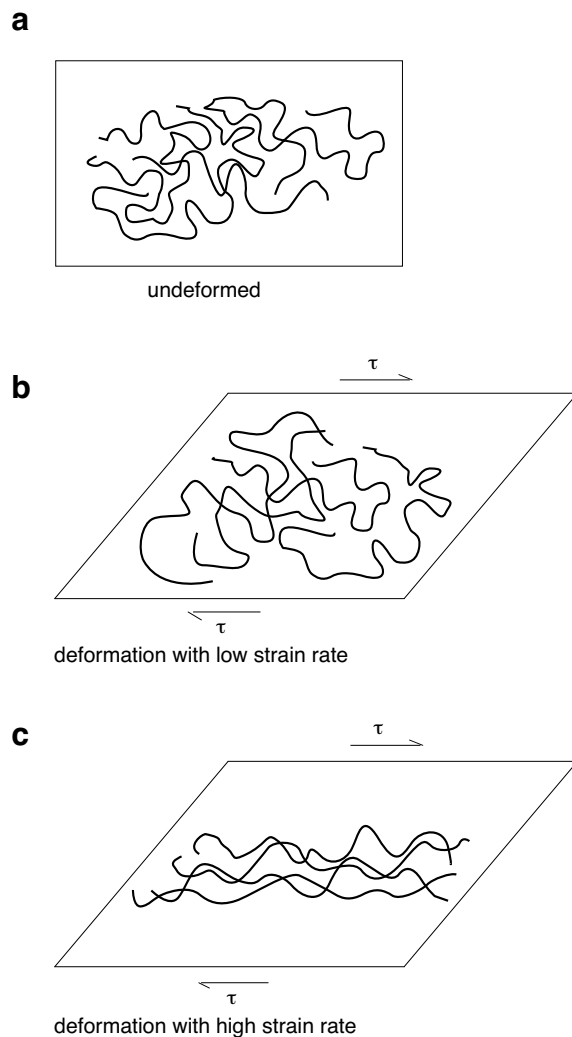 a
undeformed
b
τ
τ
deformation with low strain rate
c
τ
τ
deformation with high strain rate